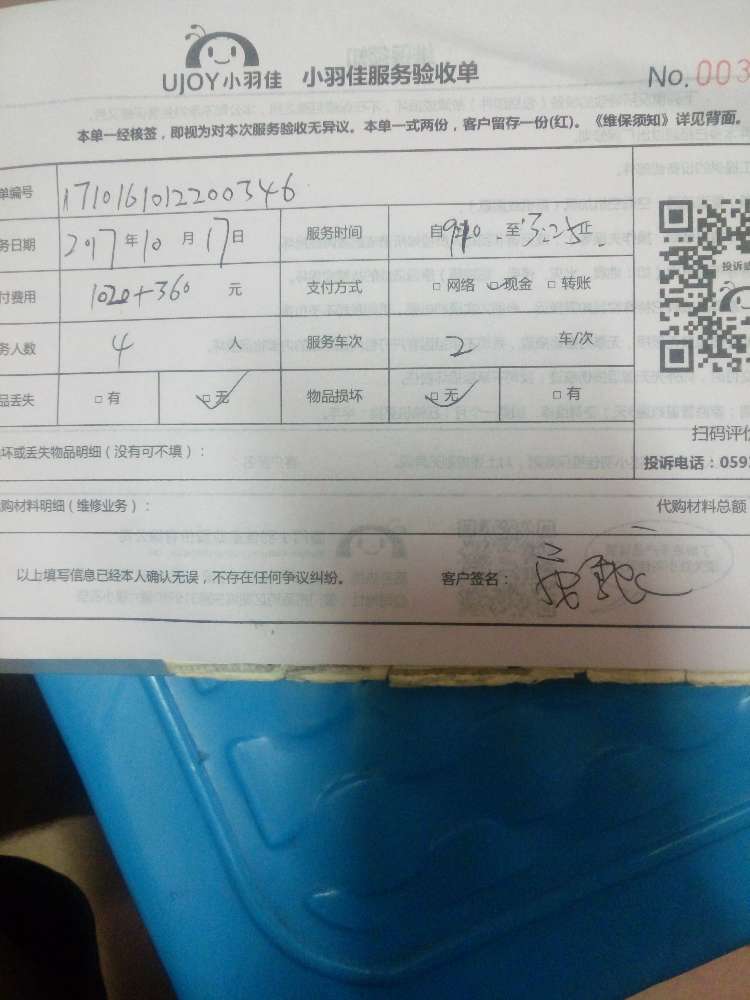 UJOY小羽佳 小羽佳服务验收单 No. 003
本单一经核签，即视为对本次服务验收无异议。本单一式两份，客户留存一份(红)。《维保须知》详见背面。
单编号 1710161012200346
务日期 2017年10月17日 服务时间 自9:10 至13:25止
付费用 1020+360 元 支付方式 □网络 □现金 □转账
务人数 4 人 服务车次 2 车/次
品丢失 □有 □无 物品损坏 □无 □有
坏或丢失物品明细（没有可不填）：
扫码评价
投诉电话：059
购材料明细（维修业务）： 代购材料总额
以上填写信息已经本人确认无误，不存在任何争议纠纷。 客户签名：